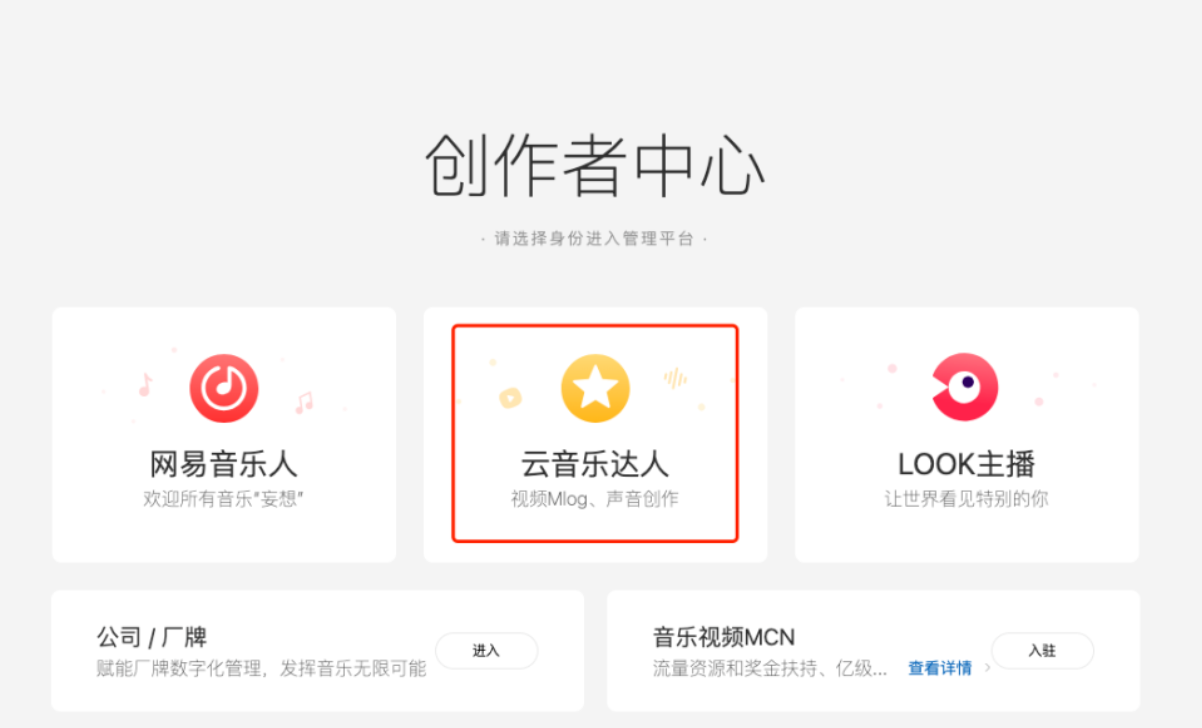 创作者中心
· 请选择身份进入管理平台 ·
网易音乐人
欢迎所有音乐"妄想"
云音乐达人
视频Mlog、声音创作
LOOK主播
让世界看见特别的你
公司 / 厂牌
赋能厂牌数字化管理，发挥音乐无限可能
进入
音乐视频MCN
流量资源和奖金扶持、亿级... 查看详情 >
入驻